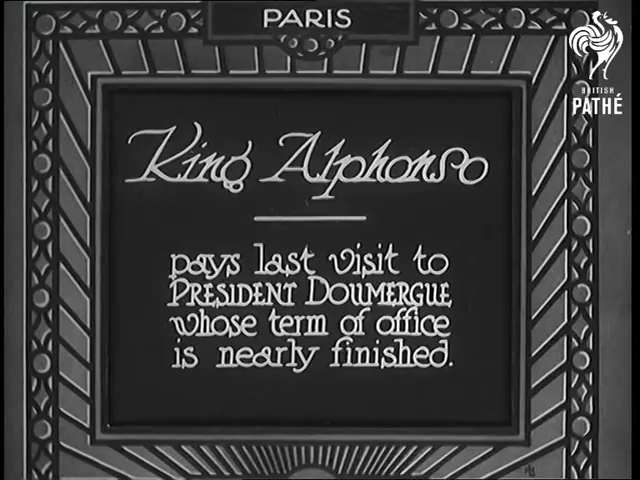 PARIS
BRITISH
PATHÉ
King Alphonso
pays last visit to
PRESIDENT DOUMERGUE
whose term of office
is nearly finished.